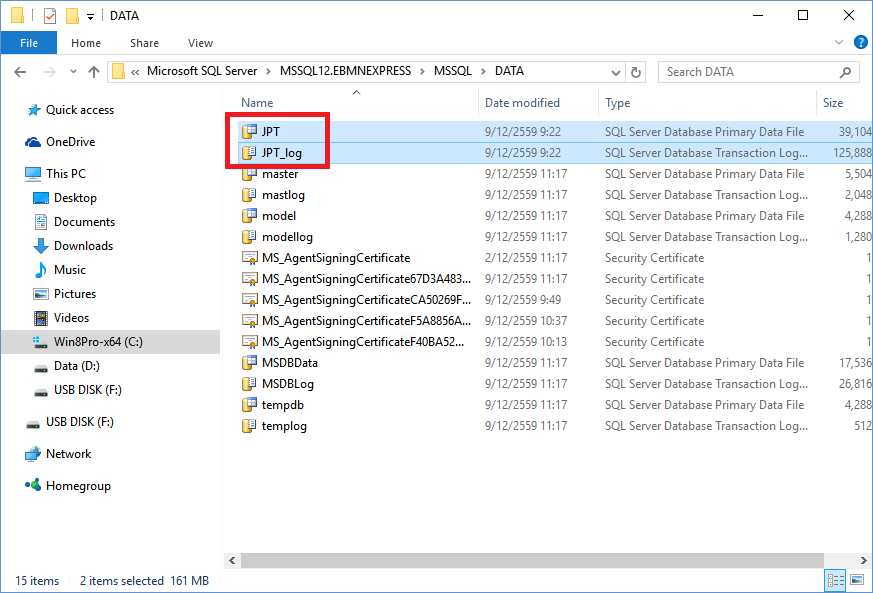 DATA
File Home Share View
« Microsoft SQL Server › MSSQL12.EBMNEXPRESS › MSSQL › DATA Search DATA
Quick access
OneDrive
This PC
Desktop
Documents
Downloads
Music
Pictures
Videos
Win8Pro-x64 (C:)
Data (D:)
USB DISK (F:)
USB DISK (F:)
Network
Homegroup
Name Date modified Type Size
JPT 9/12/2559 9:22 SQL Server Database Primary Data File 39,104
JPT_log 9/12/2559 9:22 SQL Server Database Transaction Log... 125,888
master 9/12/2559 11:17 SQL Server Database Primary Data File 5,504
mastlog 9/12/2559 11:17 SQL Server Database Transaction Log... 2,048
model 9/12/2559 11:17 SQL Server Database Primary Data File 4,288
modellog 9/12/2559 11:17 SQL Server Database Transaction Log... 1,280
MS_AgentSigningCertificate 2/12/2559 11:17 Security Certificate 1
MS_AgentSigningCertificate67D3A483... 9/12/2559 11:17 Security Certificate 1
MS_AgentSigningCertificateCA50269F... 9/12/2559 9:49 Security Certificate 1
MS_AgentSigningCertificateF5A8856A... 9/12/2559 10:37 Security Certificate 1
MS_AgentSigningCertificateF40BA52... 9/12/2559 10:13 Security Certificate 1
MSDBData 9/12/2559 11:17 SQL Server Database Primary Data File 17,536
MSDBLog 9/12/2559 11:17 SQL Server Database Transaction Log... 26,816
tempdb 9/12/2559 11:17 SQL Server Database Primary Data File 4,288
templog 9/12/2559 11:17 SQL Server Database Transaction Log... 512
15 items 2 items selected 161 MB